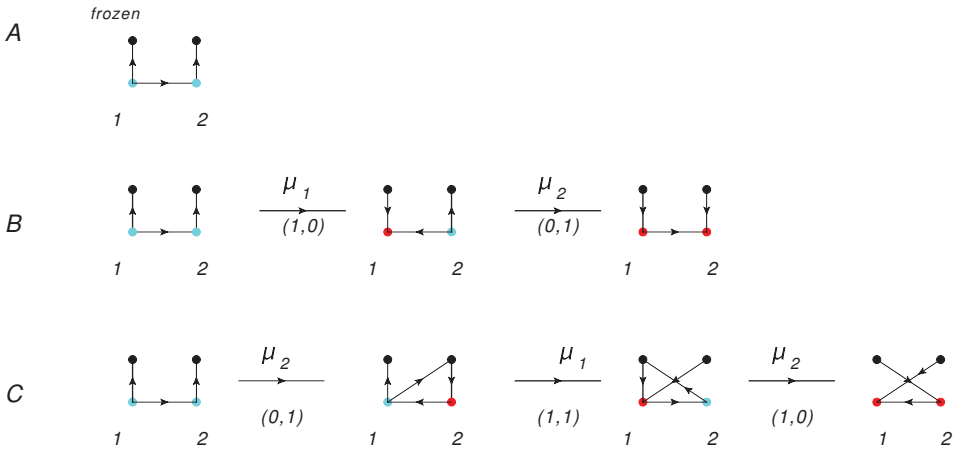 frozen
A
1 2
μ 1 μ 2
B (1,0) (0,1)
1 2 1 2 1 2
μ 2 μ 1 μ 2
C (0,1) (1,1) (1,0)
1 2 1 2 1 2 1 2